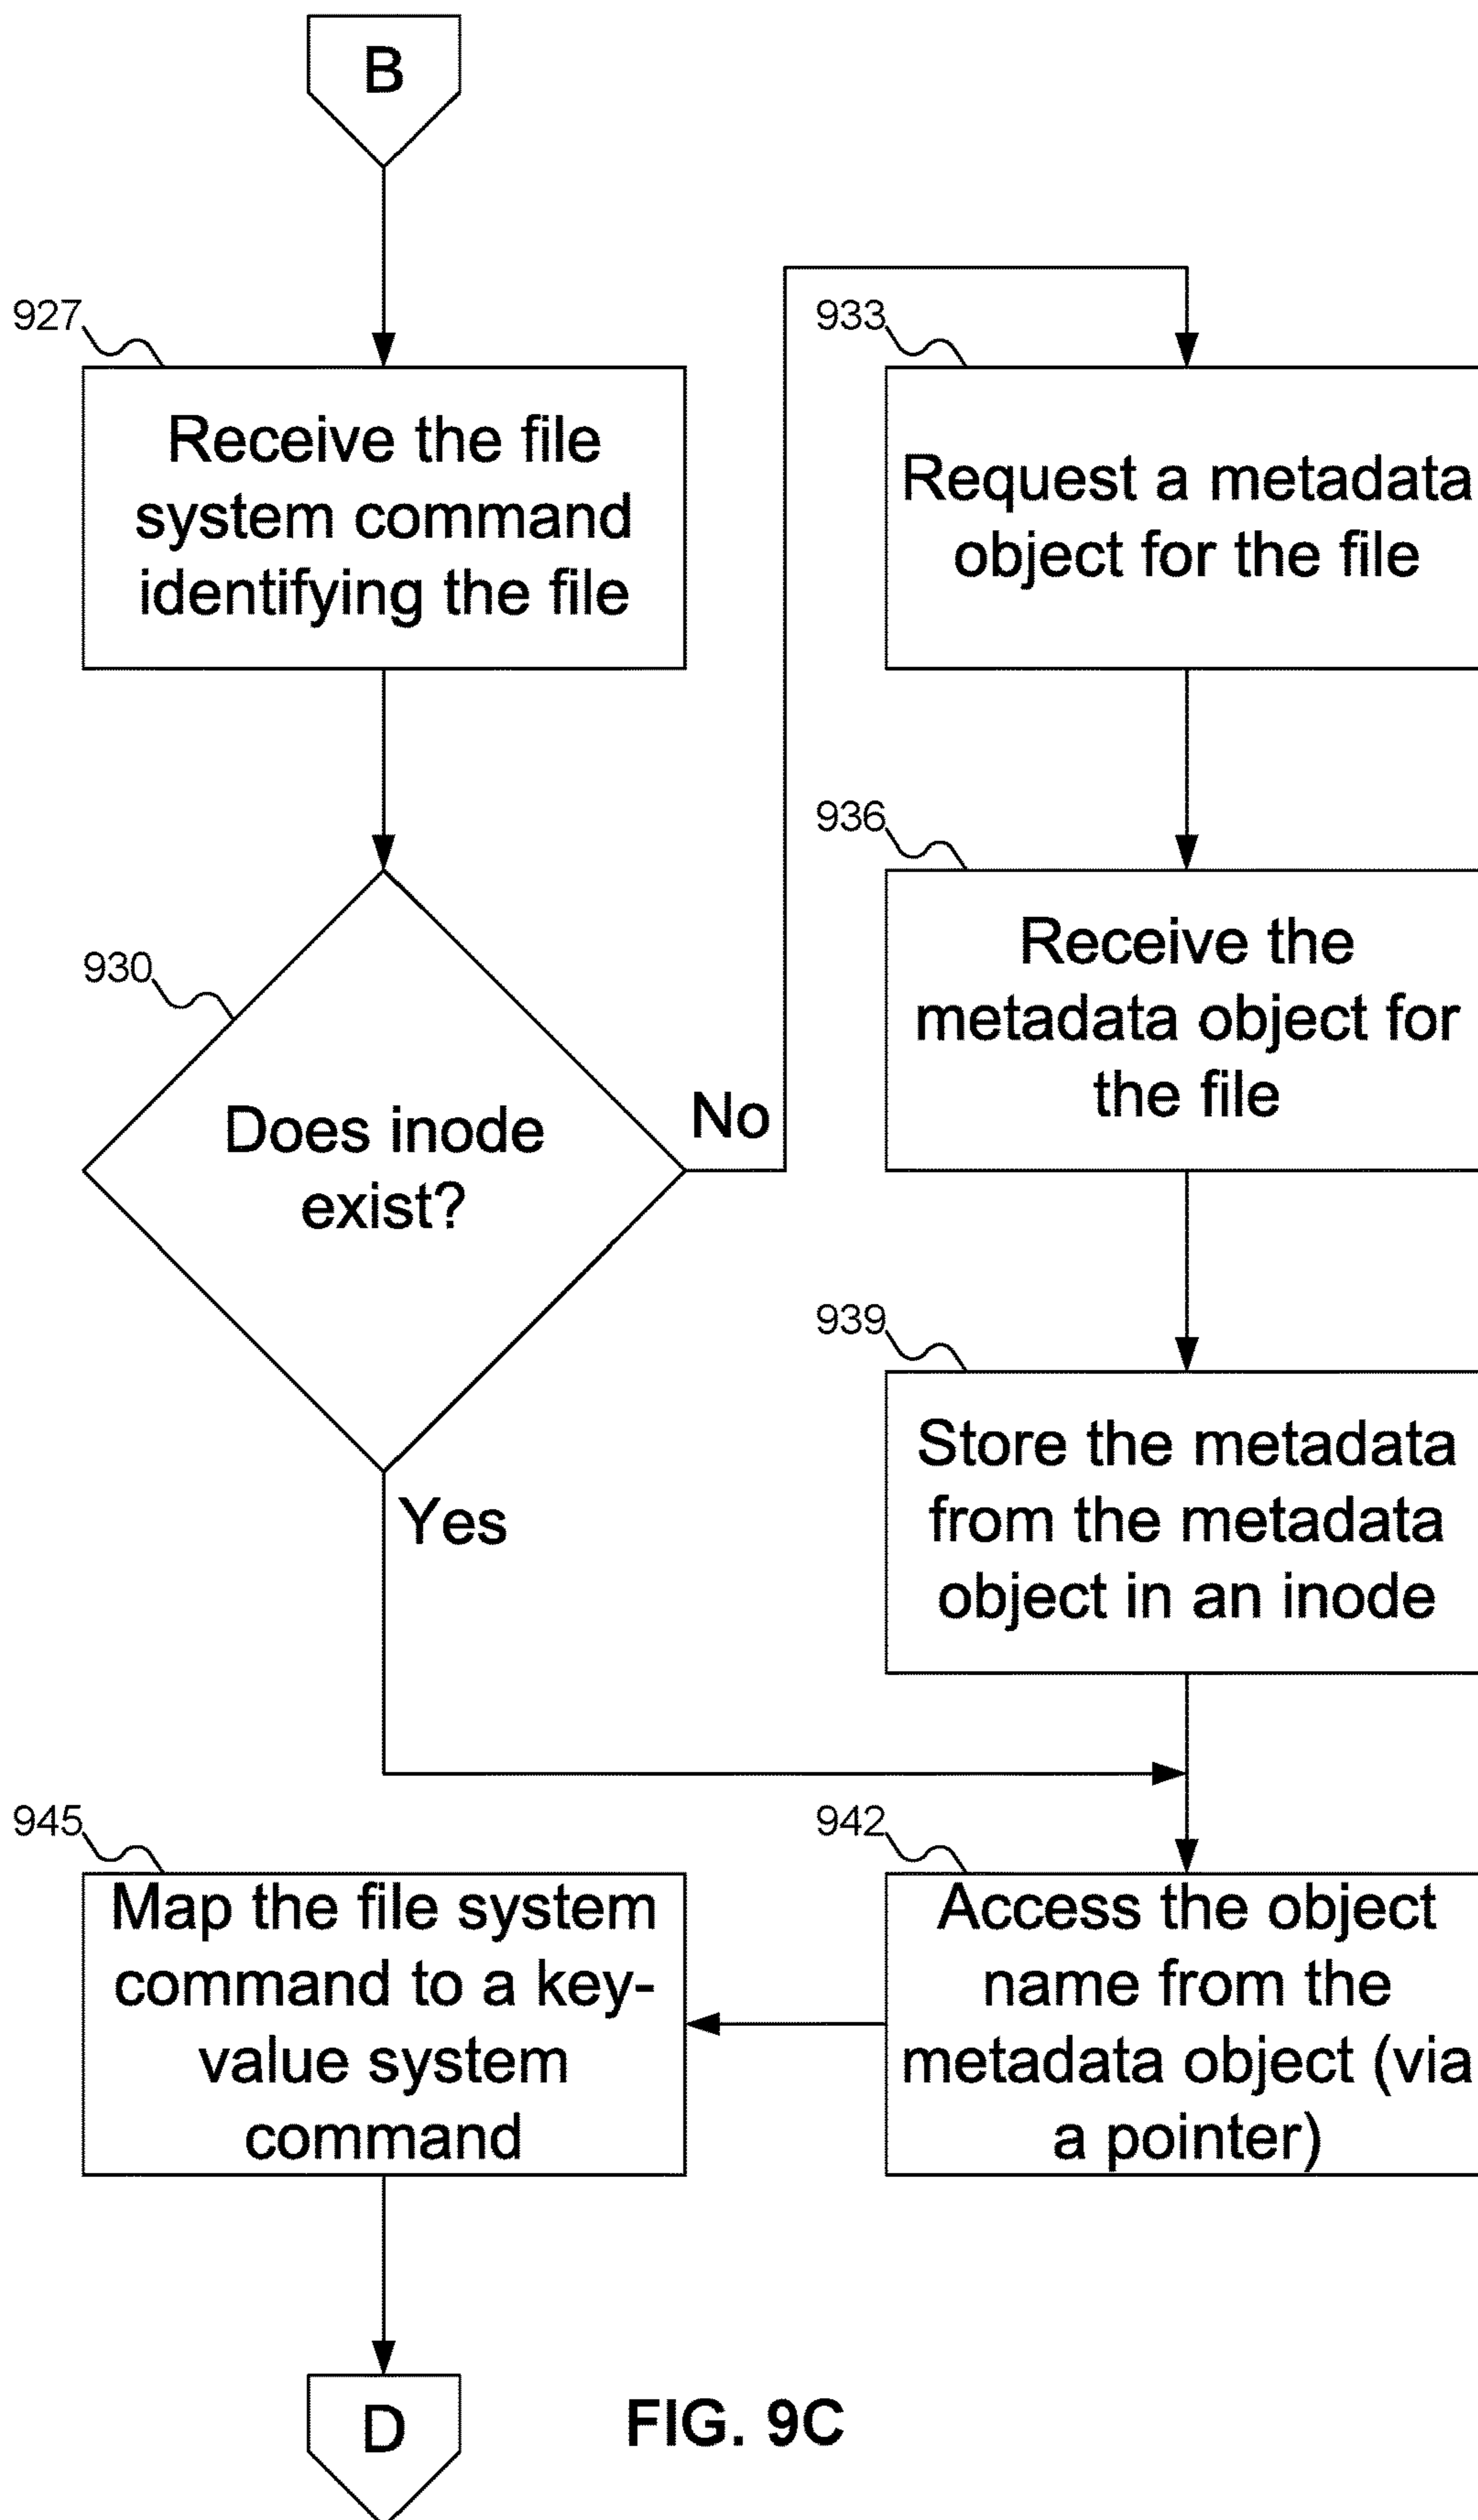 B
927
Receive the file
system command
identifying the file
930
Does inode
exist?
No
Yes
933
Request a metadata
object for the file
936
Receive the
metadata object for
the file
939
Store the metadata
from the metadata
object in an inode
942
Access the object
name from the
metadata object (via
a pointer)
945
Map the file system
command to a key-
value system
command
D
FIG. 9C